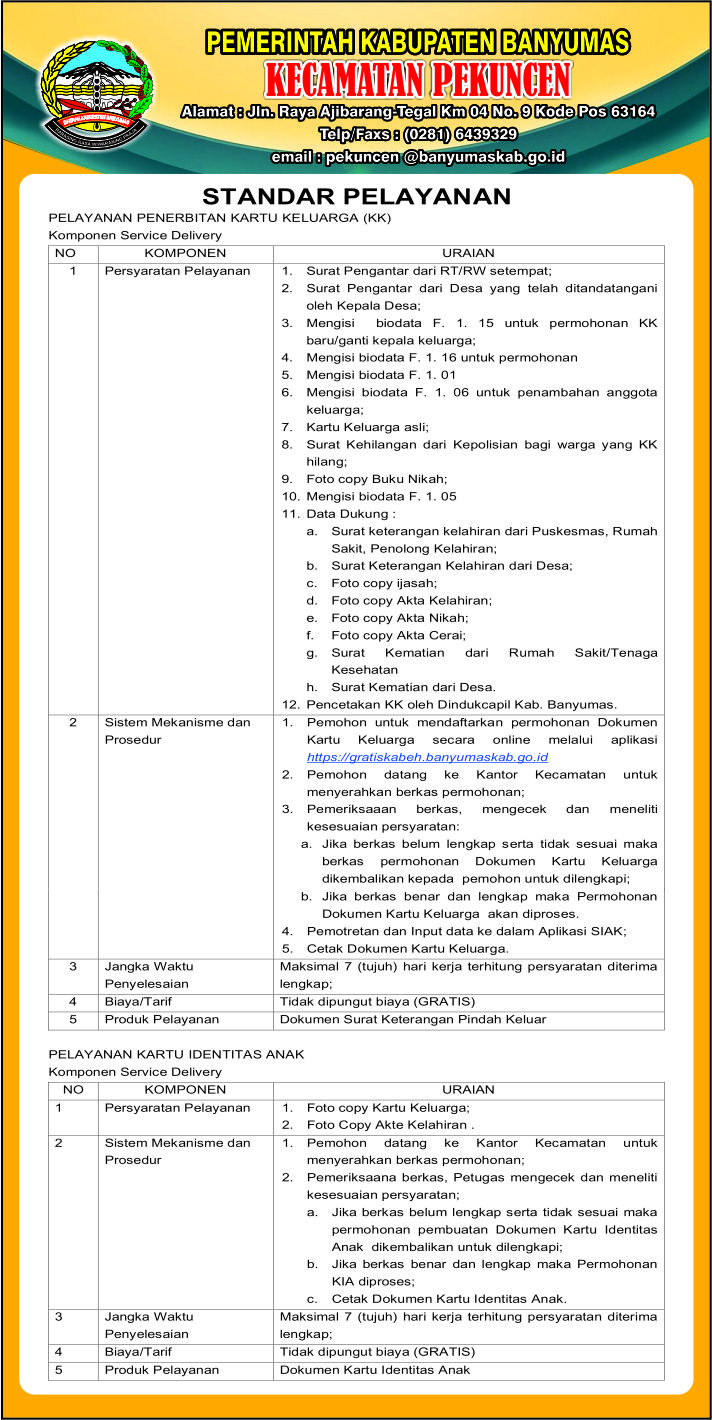 PEMERINTAH KABUPATEN BANYUMAS
KECAMATAN PEKUNCEN
Alamat : Jln. Raya Ajibarang-Tegal Km 04 No. 9 Kode Pos 63164
Telp/Faxs : (0281) 6439329
email : pekuncen @banyumaskab.go.id
STANDAR PELAYANAN
PELAYANAN PENERBITAN KARTU KELUARGA (KK)
Komponen Service Delivery
NO KOMPONEN URAIAN
1 Persyaratan Pelayanan 1. Surat Pengantar dari RT/RW setempat;
2. Surat Pengantar dari Desa yang telah ditandatangani
oleh Kepala Desa;
3. Mengisi biodata F. 1. 15 untuk permohonan KK
baru/ganti kepala keluarga;
4. Mengisi biodata F. 1. 16 untuk permohonan
5. Mengisi biodata F. 1. 01
6. Mengisi biodata F. 1. 06 untuk penambahan anggota
keluarga;
7. Kartu Keluarga asli;
8. Surat Kehilangan dari Kepolisian bagi warga yang KK
hilang;
9. Foto copy Buku Nikah;
10. Mengisi biodata F. 1. 05
11. Data Dukung :
a. Surat keterangan kelahiran dari Puskesmas, Rumah
Sakit, Penolong Kelahiran;
b. Surat Keterangan Kelahiran dari Desa;
c. Foto copy ijasah;
d. Foto copy Akta Kelahiran;
e. Foto copy Akta Nikah;
f. Foto copy Akta Cerai;
g. Surat Kematian dari Rumah Sakit/Tenaga
Kesehatan
h. Surat Kematian dari Desa.
12. Pencetakan KK oleh Dindukcapil Kab. Banyumas.
2 Sistem Mekanisme dan 1. Pemohon untuk mendaftarkan permohonan Dokumen
Prosedur Kartu Keluarga secara online melalui aplikasi
https://gratiskabeh.banyumaskab.go.id
2. Pemohon datang ke Kantor Kecamatan untuk
menyerahkan berkas permohonan;
3. Pemeriksaaan berkas, mengecek dan meneliti
kesesuaian persyaratan:
a. Jika berkas belum lengkap serta tidak sesuai maka
berkas permohonan Dokumen Kartu Keluarga
dikembalikan kepada pemohon untuk dilengkapi;
b. Jika berkas benar dan lengkap maka Permohonan
Dokumen Kartu Keluarga akan diproses.
4. Pemotretan dan Input data ke dalam Aplikasi SIAK;
5. Cetak Dokumen Kartu Keluarga.
3 Jangka Waktu Maksimal 7 (tujuh) hari kerja terhitung persyaratan diterima
Penyelesaian lengkap;
4 Biaya/Tarif Tidak dipungut biaya (GRATIS)
5 Produk Pelayanan Dokumen Surat Keterangan Pindah Keluar
PELAYANAN KARTU IDENTITAS ANAK
Komponen Service Delivery
NO KOMPONEN URAIAN
1 Persyaratan Pelayanan 1. Foto copy Kartu Keluarga;
2. Foto Copy Akte Kelahiran .
2 Sistem Mekanisme dan 1. Pemohon datang ke Kantor Kecamatan untuk
Prosedur menyerahkan berkas permohonan;
2. Pemeriksaana berkas, Petugas mengecek dan meneliti
kesesuaian persyaratan;
a. Jika berkas belum lengkap serta tidak sesuai maka
permohonan pembuatan Dokumen Kartu Identitas
Anak dikembalikan untuk dilengkapi;
b. Jika berkas benar dan lengkap maka Permohonan
KIA diproses;
c. Cetak Dokumen Kartu Identitas Anak.
3 Jangka Waktu Maksimal 7 (tujuh) hari kerja terhitung persyaratan diterima
Penyelesaian lengkap;
4 Biaya/Tarif Tidak dipungut biaya (GRATIS)
5 Produk Pelayanan Dokumen Kartu Identitas Anak